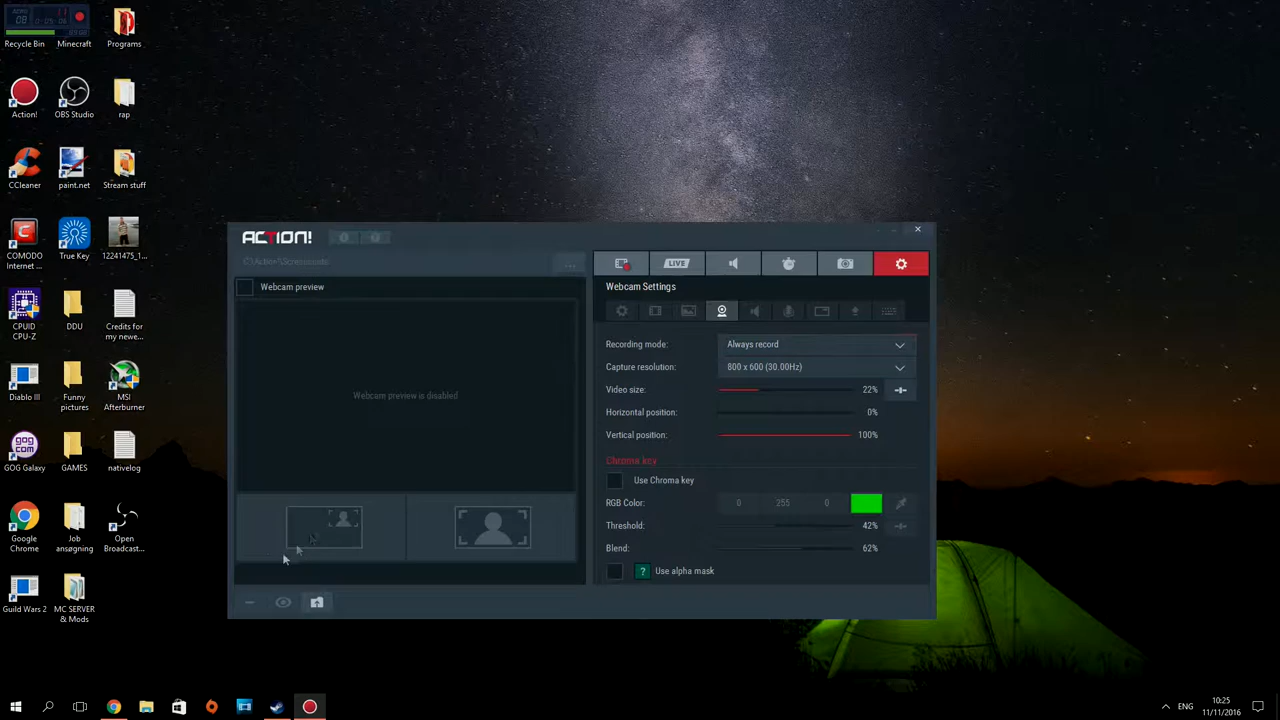 08
Recycle Bin
Minecraft
Programs
Action!
OBS Studio
rap
CCleaner
paint.net
Stream stuff
COMODO
Internet ...
True Key
12241475_1...
CPUID
CPU-Z
DDU
Credits for
my newe...
Diablo III
Funny
pictures
MSI
Afterburner
GOG Galaxy
GAMES
nativelog
Google
Chrome
Job
ansøgning
Open
Broadcast...
Guild Wars 2
MC SERVER
& Mods
ACTION!
...
Webcam preview
Webcam preview is disabled
LIVE
Webcam Settings
Recording mode:
Always record
Capture resolution:
800 x 600 (30.00Hz)
Video size:
22%
Horizontal position:
0%
Vertical position:
100%
Chroma key
Use Chroma key
RGB Color:
0
255
0
Threshold:
42%
Blend:
62%
?
Use alpha mask
ENG
10:25
11/11/2016